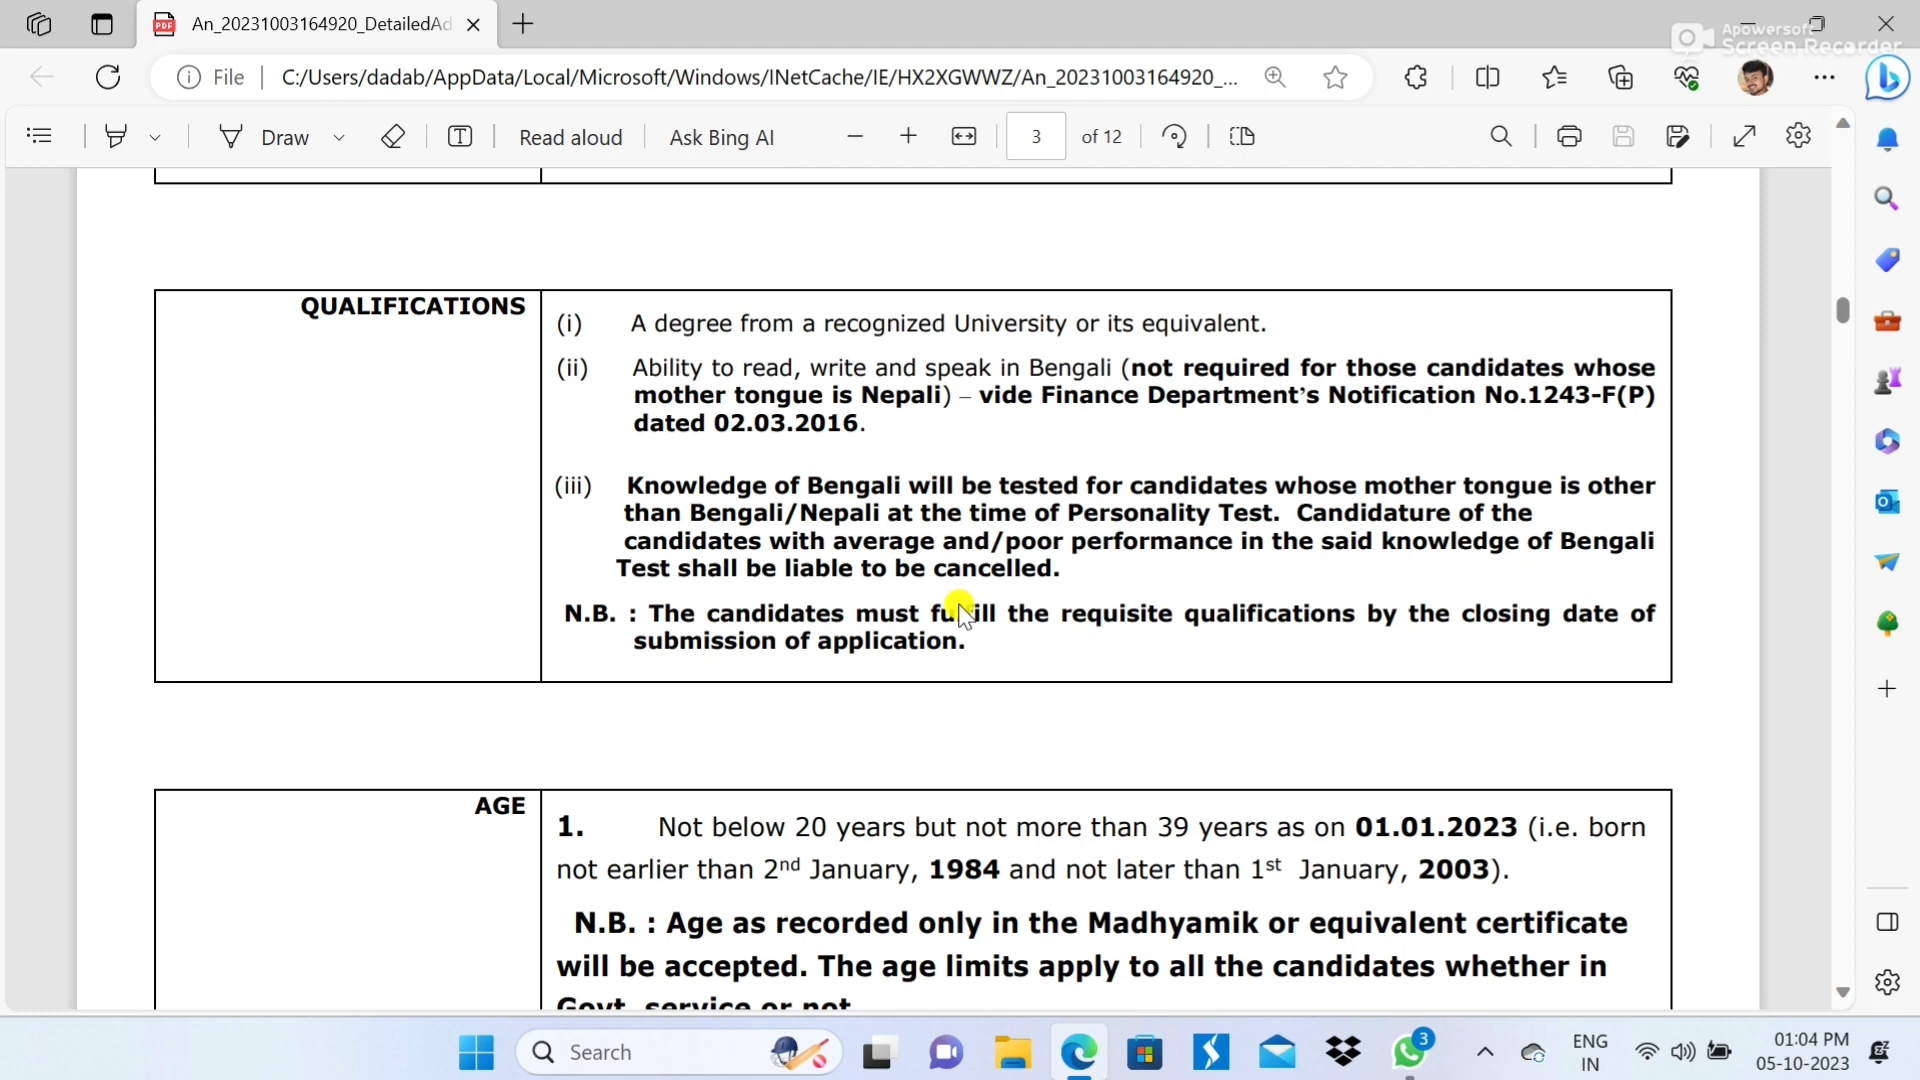 An_20231003164920_DetailedAd
Apowersoft
Screen Recorder
File
C:/Users/dadab/AppData/Local/Microsoft/Windows/INetCache/IE/HX2XGWWZ/An_20231003164920_...
Draw
Read aloud
Ask Bing AI
3
of 12
QUALIFICATIONS
(i) A degree from a recognized University or its equivalent.
(ii) Ability to read, write and speak in Bengali (not required for those candidates whose
mother tongue is Nepali) – vide Finance Department's Notification No.1243-F(P)
dated 02.03.2016.
(iii) Knowledge of Bengali will be tested for candidates whose mother tongue is other
than Bengali/Nepali at the time of Personality Test. Candidature of the
candidates with average and/poor performance in the said knowledge of Bengali
Test shall be liable to be cancelled.
N.B. : The candidates must fulfill the requisite qualifications by the closing date of
submission of application.
AGE
1. Not below 20 years but not more than 39 years as on 01.01.2023 (i.e. born
not earlier than 2nd January, 1984 and not later than 1st January, 2003).
N.B. : Age as recorded only in the Madhyamik or equivalent certificate
will be accepted. The age limits apply to all the candidates whether in
Govt. service or not
Search
3
ENG
IN
01:04 PM
05-10-2023